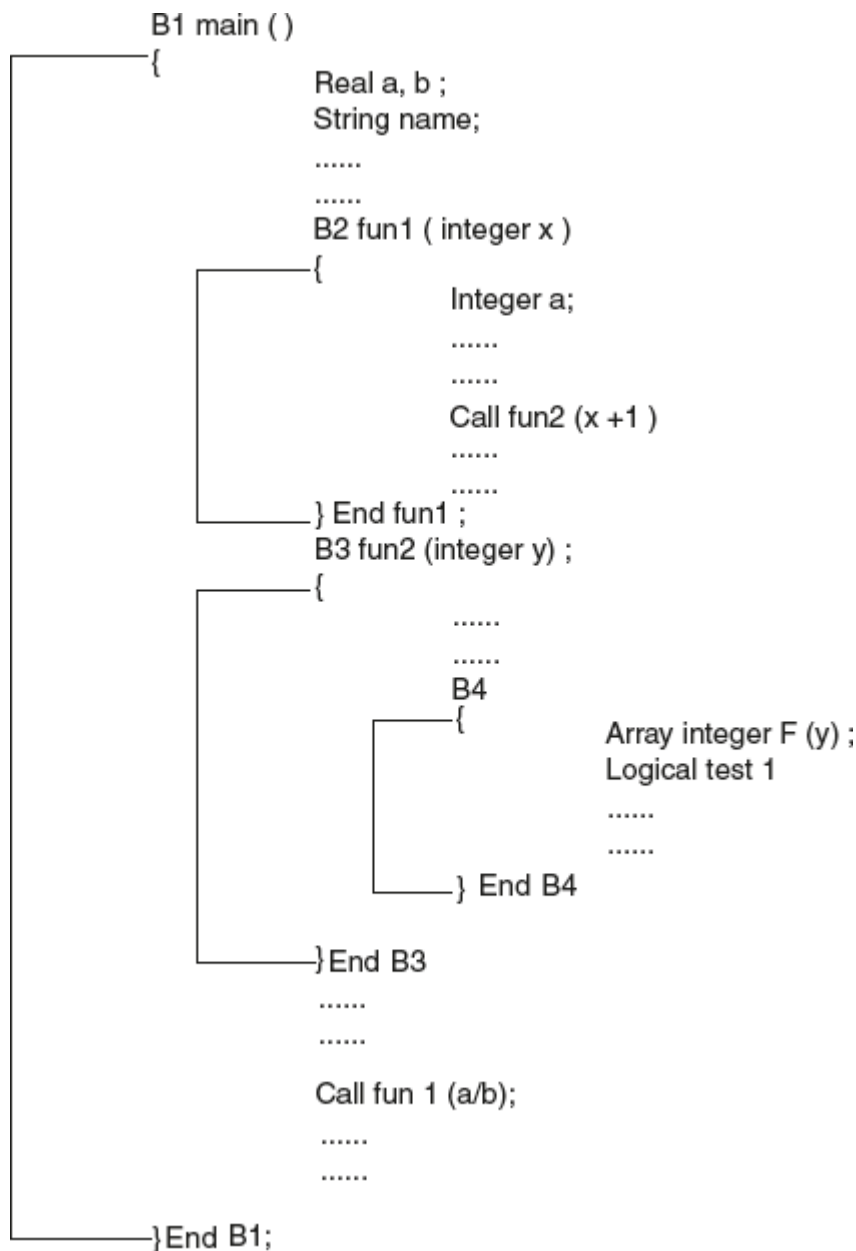 B1 main ( )
{
Real a, b ;
String name;
......
......
B2 fun1 ( integer x )
{
Integer a;
......
......
Call fun2 (x +1 )
......
......
} End fun1 ;
B3 fun2 (integer y) ;
{
......
......
B4
{
Array integer F (y) ;
Logical test 1
......
......
} End B4
}End B3
......
......
Call fun 1 (a/b);
......
......
}End B1;